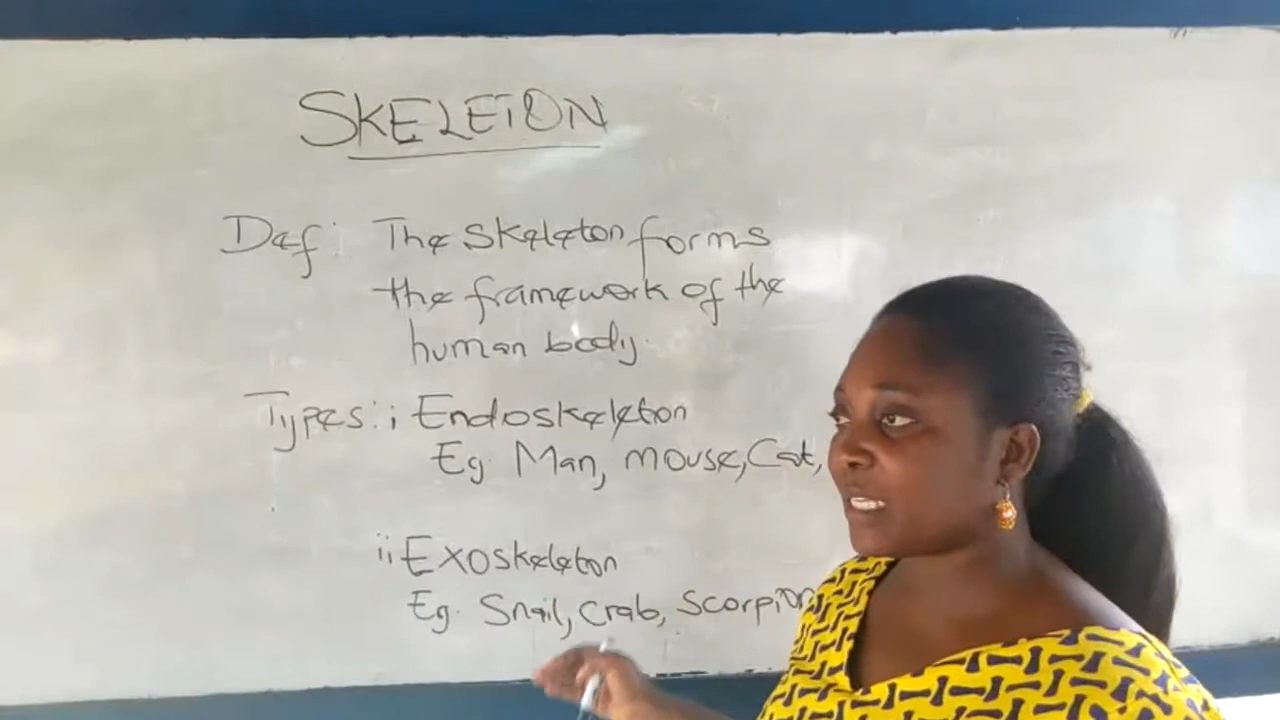 SKELETON
Def: The skeleton forms
the framework of the
human body.
Types: i Endoskeleton
Eg. Man, mouse, Cat,
ii Exoskeleton
Eg. Snail, Crab, Scorpion